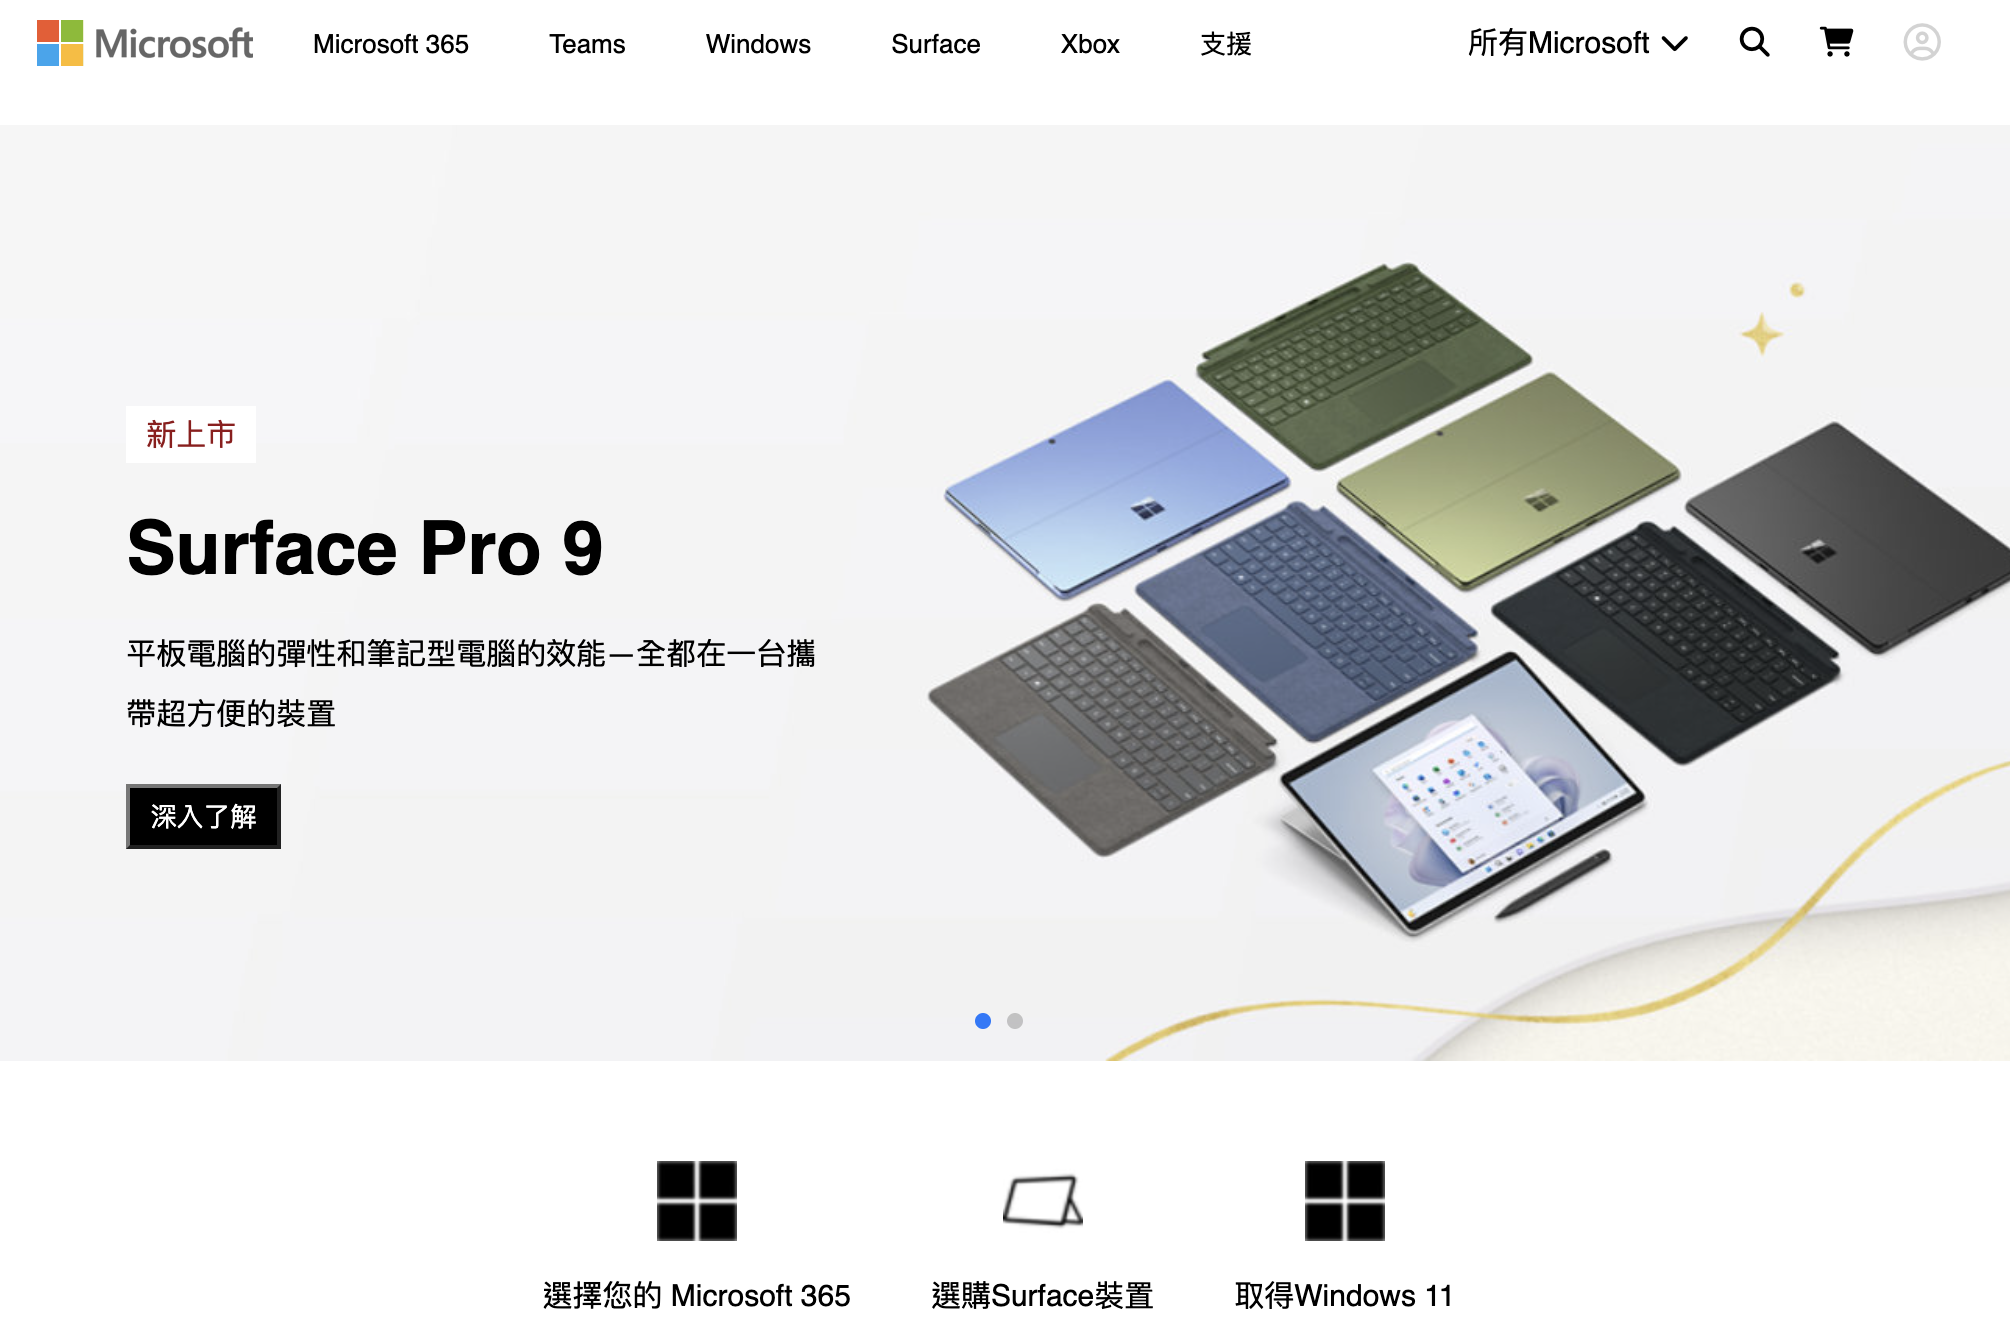 Microsoft
Microsoft 365
Teams
Windows
Surface
Xbox
支援
所有Microsoft
新上市
Surface Pro 9
平板電腦的彈性和筆記型電腦的效能—全都在一台攜
帶超方便的裝置
深入了解
選擇您的 Microsoft 365
選購Surface裝置
取得Windows 11